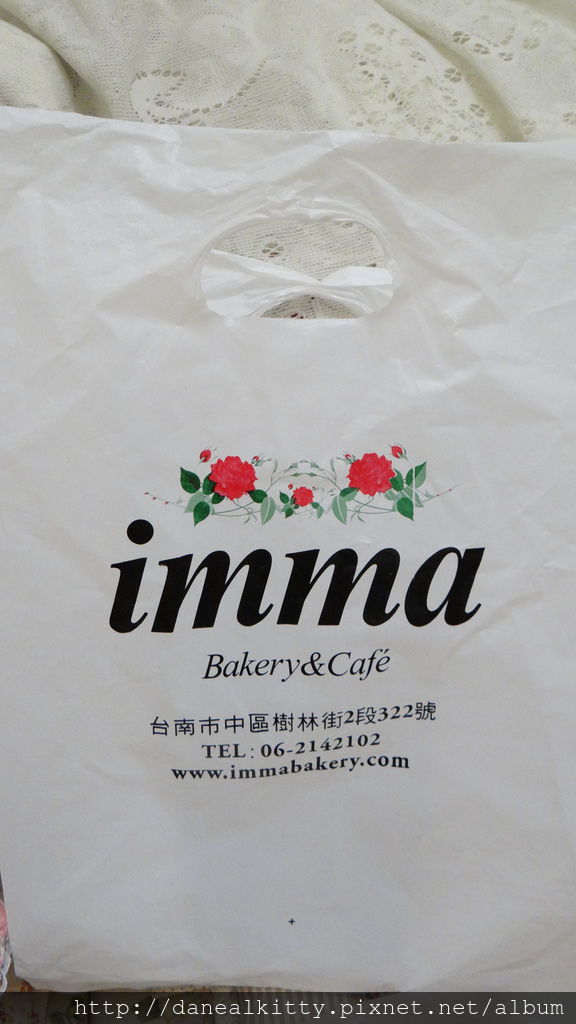 imma
Bakery&Café
台南市中區樹林街2段322號
TEL:06-2142102
www.immabakery.com
http://danealkitty.pixnet.net/album